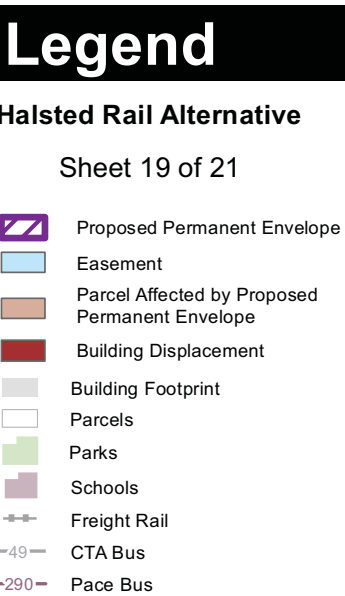 Legend
Halsted Rail Alternative
Sheet 19 of 21
Proposed Permanent Envelope
Easement
Parcel Affected by Proposed
Permanent Envelope
Building Displacement
Building Footprint
Parcels
Parks
Schools
Freight Rail
49 CTA Bus
290 Pace Bus